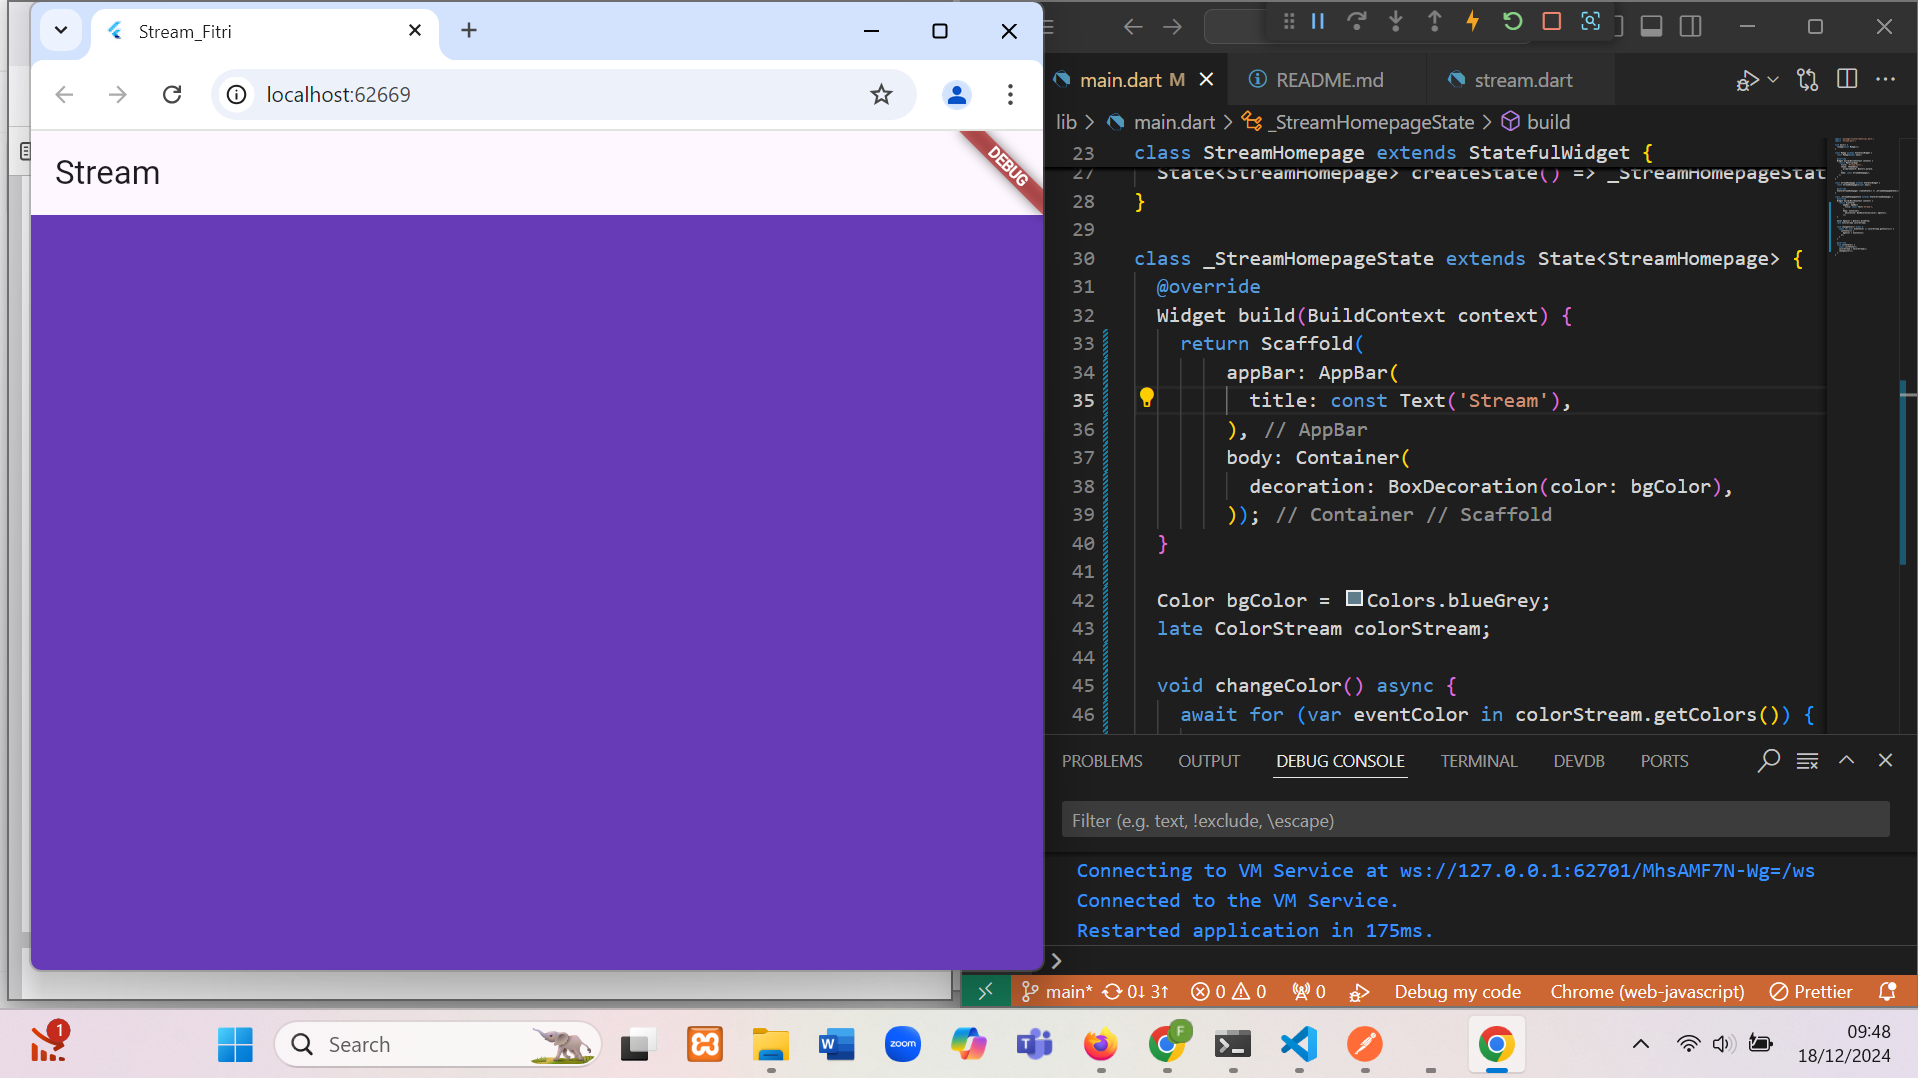 Stream_Fitri
localhost:62669
Stream
DEBUG
main.dart M
README.md
stream.dart
lib > main.dart > _StreamHomepageState > build
23 class StreamHomepage extends StatefulWidget {
27 State<StreamHomepage> createState() => _StreamHomepageStat
28 }
29
30 class _StreamHomepageState extends State<StreamHomepage> {
31 @override
32 Widget build(BuildContext context) {
33 return Scaffold(
34 appBar: AppBar(
35 title: const Text('Stream'),
36 ), // AppBar
37 body: Container(
38 decoration: BoxDecoration(color: bgColor),
39 )); // Container // Scaffold
40 }
41
42 Color bgColor = Colors.blueGrey;
43 late ColorStream colorStream;
44
45 void changeColor() async {
46 await for (var eventColor in colorStream.getColors()) {
PROBLEMS OUTPUT DEBUG CONSOLE TERMINAL DEVDB PORTS
Filter (e.g. text, !exclude, \escape)
Connecting to VM Service at ws://127.0.0.1:62701/MhsAMF7N-Wg=/ws
Connected to the VM Service.
Restarted application in 175ms.
>
main* 0↓ 3↑ 0 0 0 Debug my code Chrome (web-javascript) Prettier
1
Search
W
zoom
T
F
09:48
18/12/2024